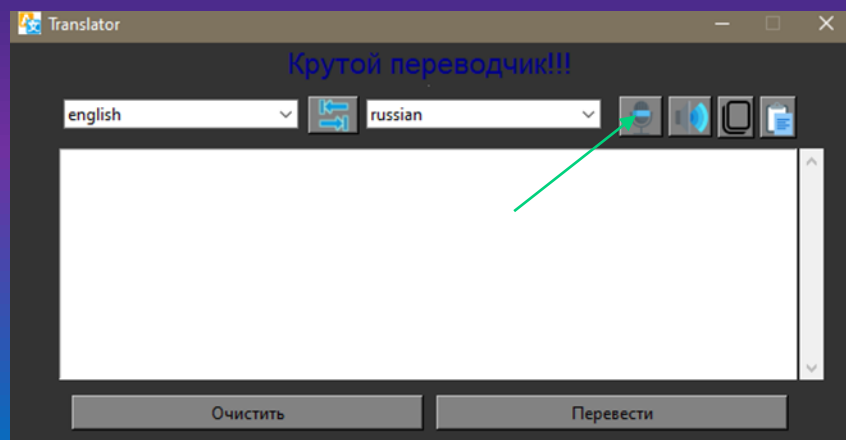 Translator
Крутой переводчик!!!
english
russian
Очистить
Перевести